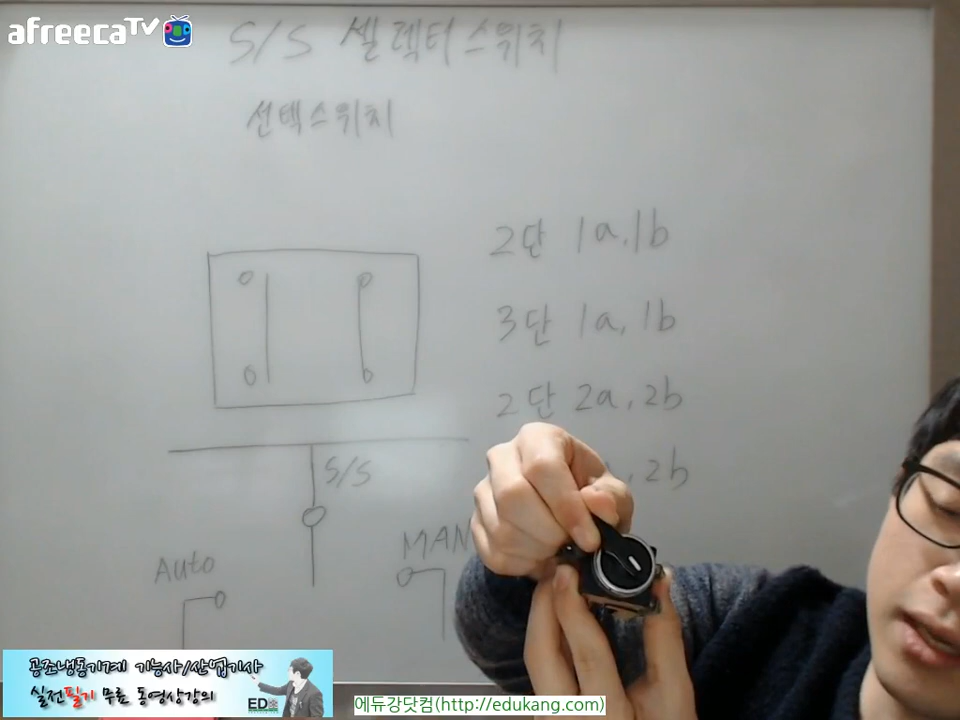 afreecaTV
S/S 셀렉터스위치
선택스위치
2단 1a, 1b
3단 1a, 1b
2단 2a, 2b
, 2b
S/S
Auto
MAN
공조냉동기계 기능사/산업기사
실전필기 무료 동영상강의
에듀강닷컴(http://edukang.com)